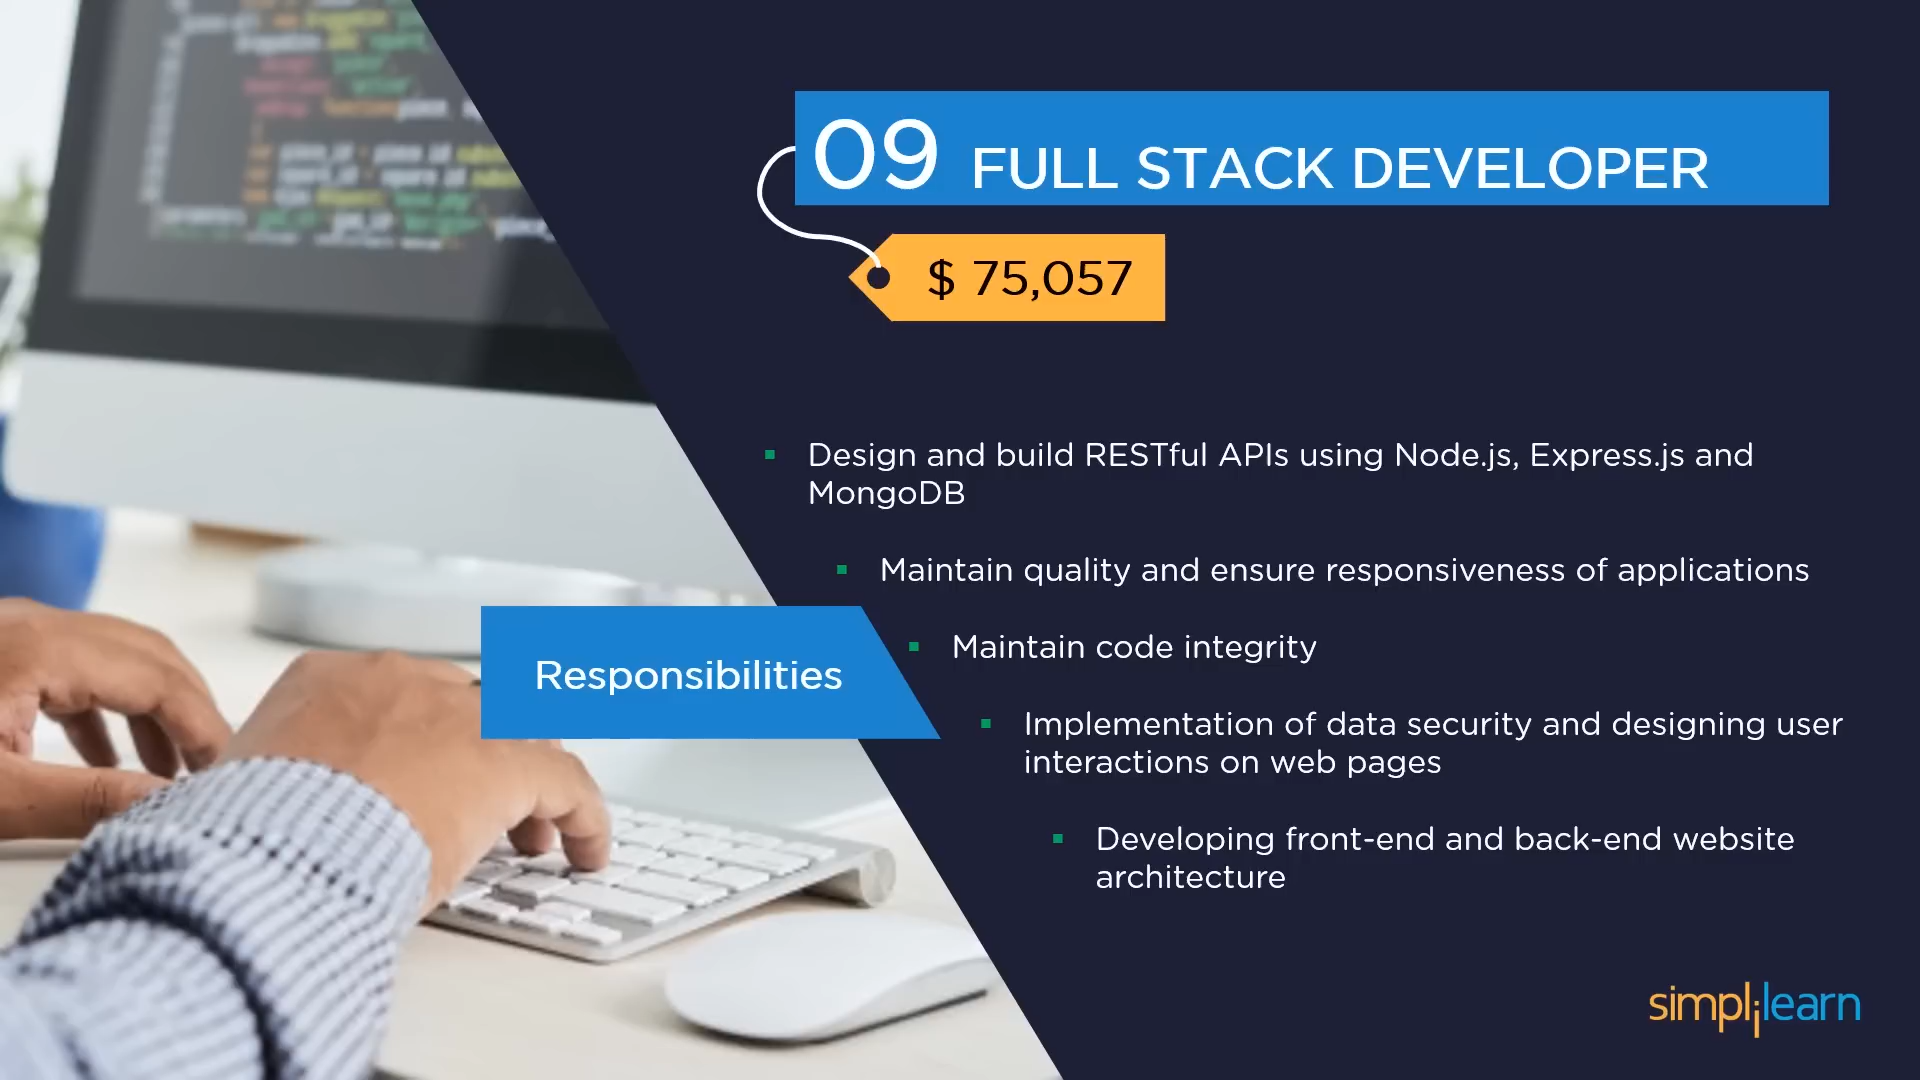 09 FULL STACK DEVELOPER
$ 75,057
Design and build RESTful APIs using Node.js, Express.js and
MongoDB
Maintain quality and ensure responsiveness of applications
Responsibilities
Maintain code integrity
Implementation of data security and designing user
interactions on web pages
Developing front-end and back-end website
architecture
simplilearn